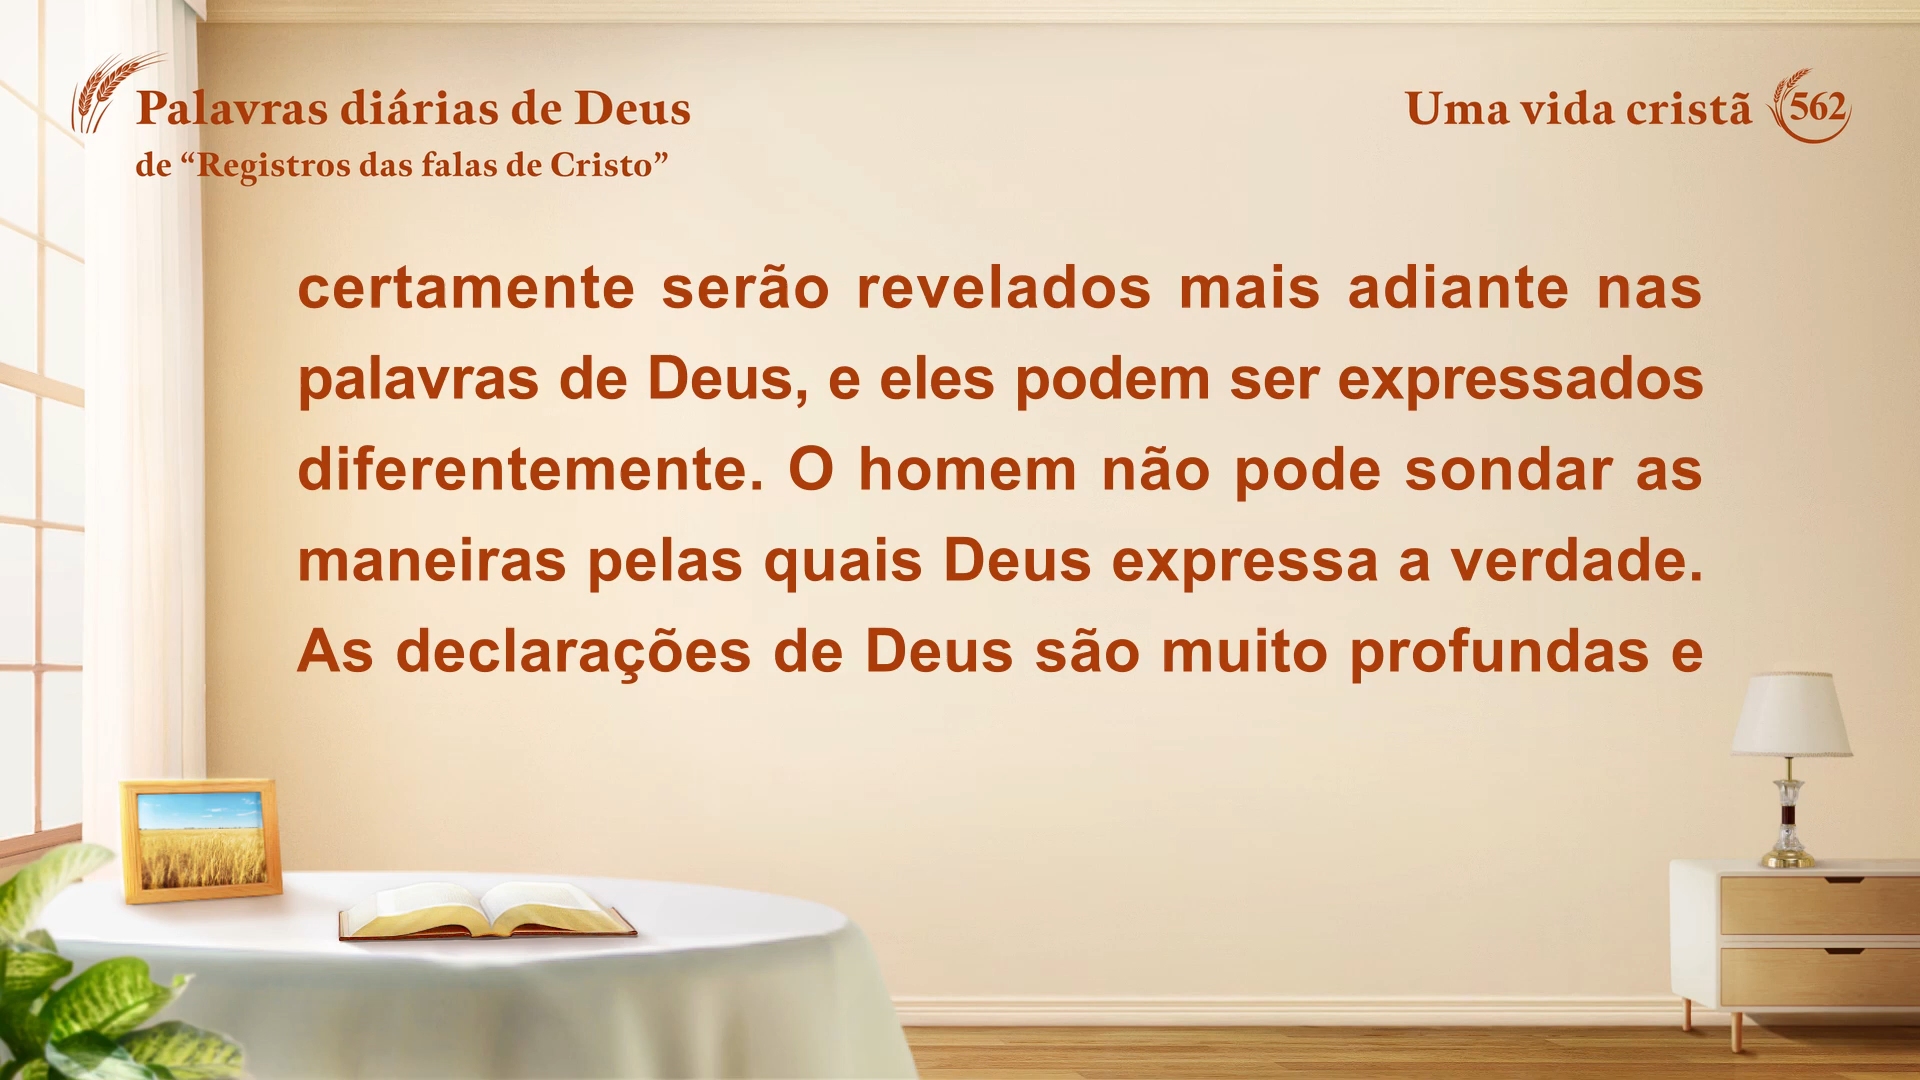 Palavras diárias de Deus
de “Registros das falas de Cristo”
Uma vida cristã 562
certamente serão revelados mais adiante nas
palavras de Deus, e eles podem ser expressados
diferentemente. O homem não pode sondar as
maneiras pelas quais Deus expressa a verdade.
As declarações de Deus são muito profundas e